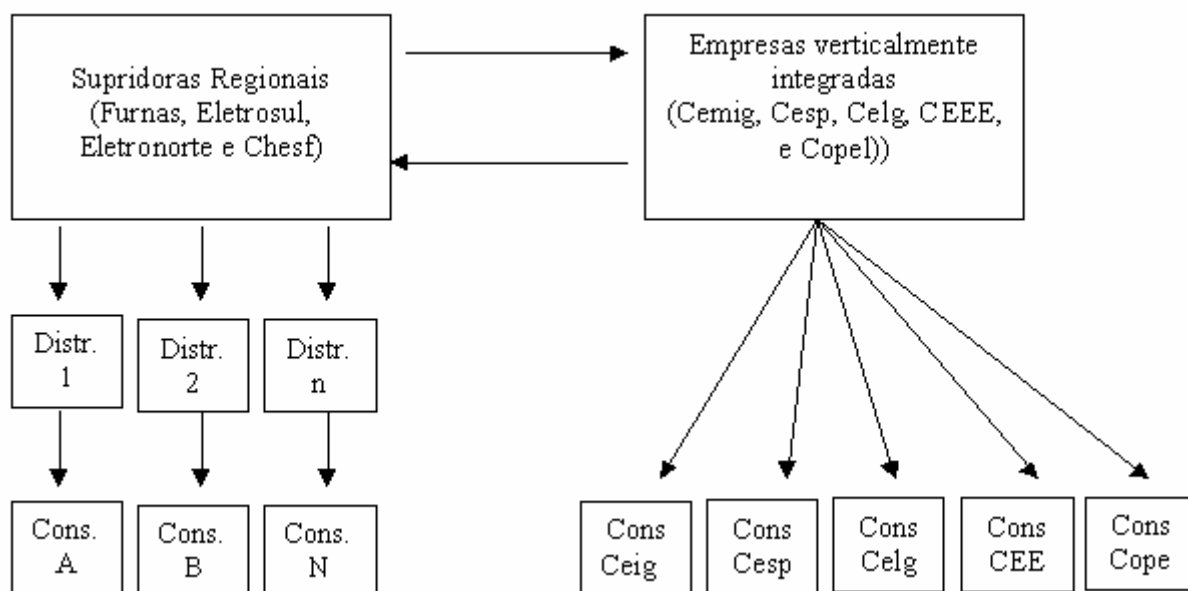 Supridoras Regionais
(Furnas, Eletrosul,
Eletronorte e Chesf)
Empresas verticalmente
integradas
(Cemig, Cesp, Celg, CEEE,
e Copel))
Distr.
1
Distr.
2
Distr.
n
Cons.
A
Cons.
B
Cons.
N
Cons
Ceig
Cons
Cesp
Cons
Celg
Cons
CEE
Cons
Cope